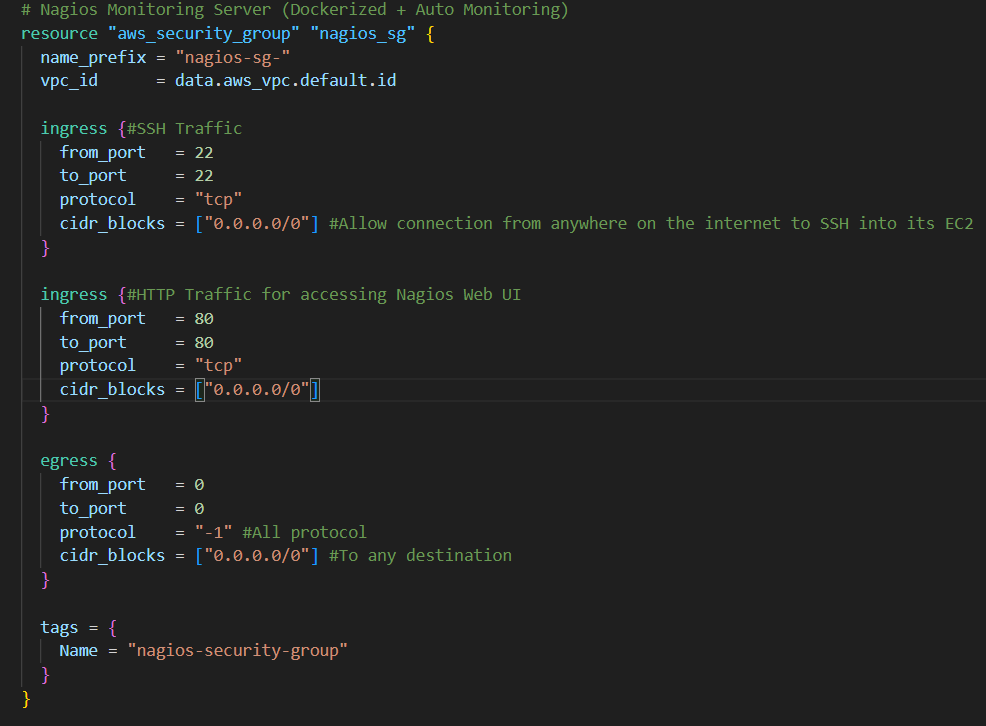 # Nagios Monitoring Server (Dockerized + Auto Monitoring)
resource "aws_security_group" "nagios_sg" {
  name_prefix = "nagios-sg-"
  vpc_id      = data.aws_vpc.default.id

  ingress {#SSH Traffic
    from_port   = 22
    to_port     = 22
    protocol    = "tcp"
    cidr_blocks = ["0.0.0.0/0"] #Allow connection from anywhere on the internet to SSH into its EC2
  }

  ingress {#HTTP Traffic for accessing Nagios Web UI
    from_port   = 80
    to_port     = 80
    protocol    = "tcp"
    cidr_blocks = ["0.0.0.0/0"]
  }

  egress {
    from_port   = 0
    to_port     = 0
    protocol    = "-1" #All protocol
    cidr_blocks = ["0.0.0.0/0"] #To any destination
  }

  tags = {
    Name = "nagios-security-group"
  }
}